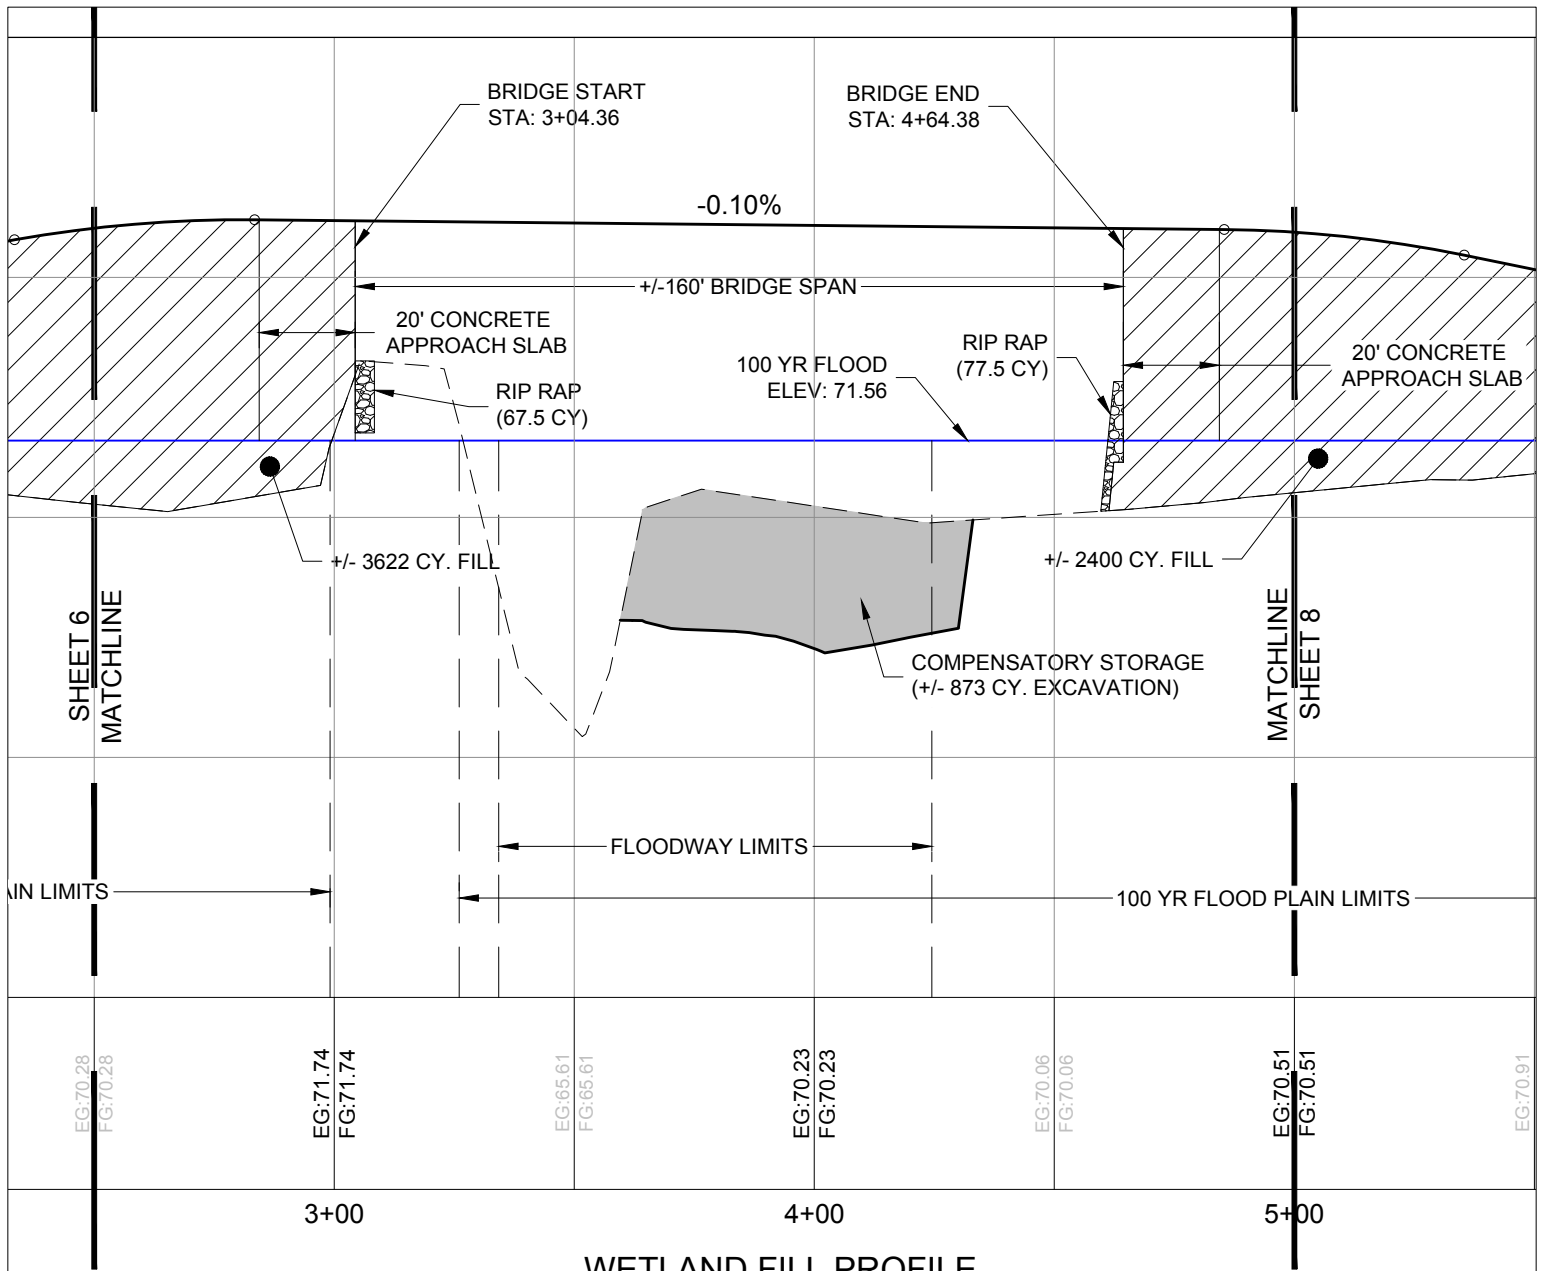 BRIDGE START
STA: 3+04.36
BRIDGE END
STA: 4+64.38
-0.10%
+/-160' BRIDGE SPAN
20' CONCRETE
APPROACH SLAB
RIP RAP
(67.5 CY)
100 YR FLOOD
ELEV: 71.56
RIP RAP
(77.5 CY)
20' CONCRETE
APPROACH SLAB
+/- 3622 CY. FILL
+/- 2400 CY. FILL
SHEET 6
MATCHLINE
MATCHLINE
SHEET 8
COMPENSATORY STORAGE
(+/- 873 CY. EXCAVATION)
FLOODWAY LIMITS
AIN LIMITS
100 YR FLOOD PLAIN LIMITS
EG:70.28
FG:70.28
EG:71.74
FG:71.74
EG:65.61
FG:65.61
EG:70.23
FG:70.23
EG:70.06
FG:70.06
EG:70.51
FG:70.51
EG:70.91
3+00
4+00
5+00
WETLAND FILL PROFILE